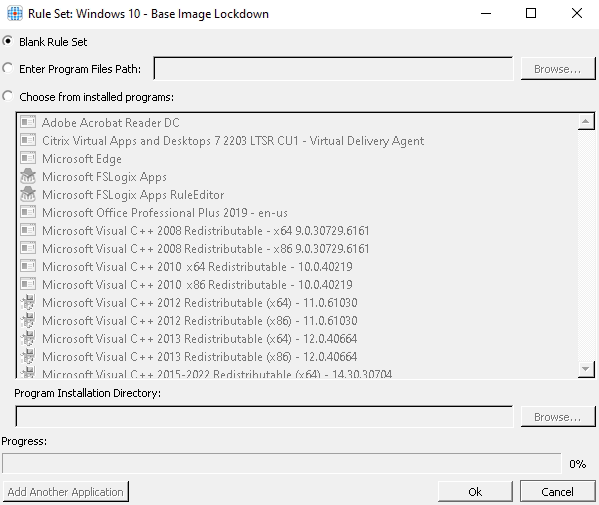 Rule Set: Windows 10 - Base Image Lockdown
Blank Rule Set
Enter Program Files Path:
Browse...
Choose from installed programs:
Adobe Acrobat Reader DC
Citrix Virtual Apps and Desktops 7 2203 LTSR CU1 - Virtual Delivery Agent
Microsoft Edge
Microsoft FSLogix Apps
Microsoft FSLogix Apps RuleEditor
Microsoft Office Professional Plus 2019 - en-us
Microsoft Visual C++ 2008 Redistributable - x64 9.0.30729.6161
Microsoft Visual C++ 2008 Redistributable - x86 9.0.30729.6161
Microsoft Visual C++ 2010  x64 Redistributable - 10.0.40219
Microsoft Visual C++ 2010  x86 Redistributable - 10.0.40219
Microsoft Visual C++ 2012 Redistributable (x64) - 11.0.61030
Microsoft Visual C++ 2012 Redistributable (x86) - 11.0.61030
Microsoft Visual C++ 2013 Redistributable (x64) - 12.0.40664
Microsoft Visual C++ 2013 Redistributable (x86) - 12.0.40664
Microsoft Visual C++ 2015-2022 Redistributable (x64) - 14.30.30704
Program Installation Directory:
Browse...
Progress:
0%
Add Another Application
Ok
Cancel